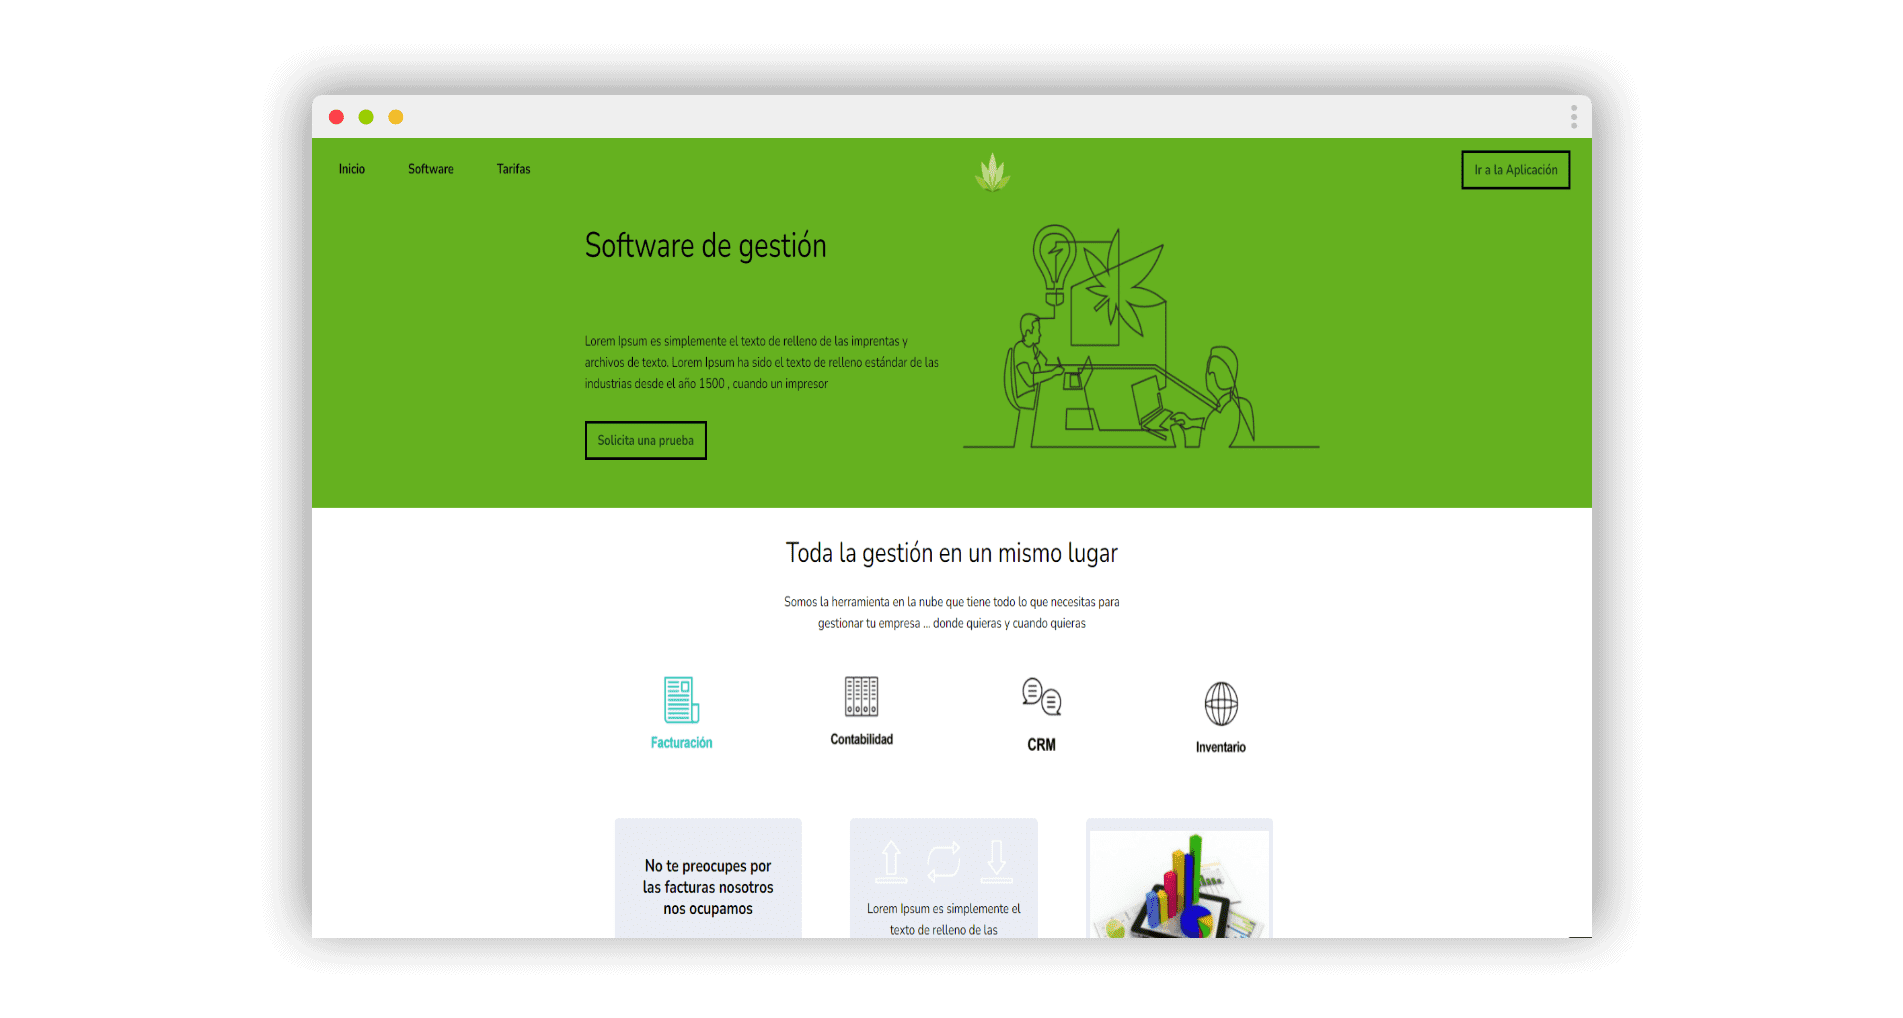 Inicio
Software
Tarifas
Ir a la Aplicación
Software de gestión
Lorem Ipsum es simplemente el texto de relleno de las imprentas y
archivos de texto. Lorem Ipsum ha sido el texto de relleno estándar de las
industrias desde el año 1500 , cuando un impresor
Solicita una prueba
Toda la gestión en un mismo lugar
Somos la herramienta en la nube que tiene todo lo que necesitas para
gestionar tu empresa ... donde quieras y cuando quieras
Facturación
Contabilidad
CRM
Inventario
No te preocupes por
las facturas nosotros
nos ocupamos
Lorem Ipsum es simplemente el
texto de relleno de las